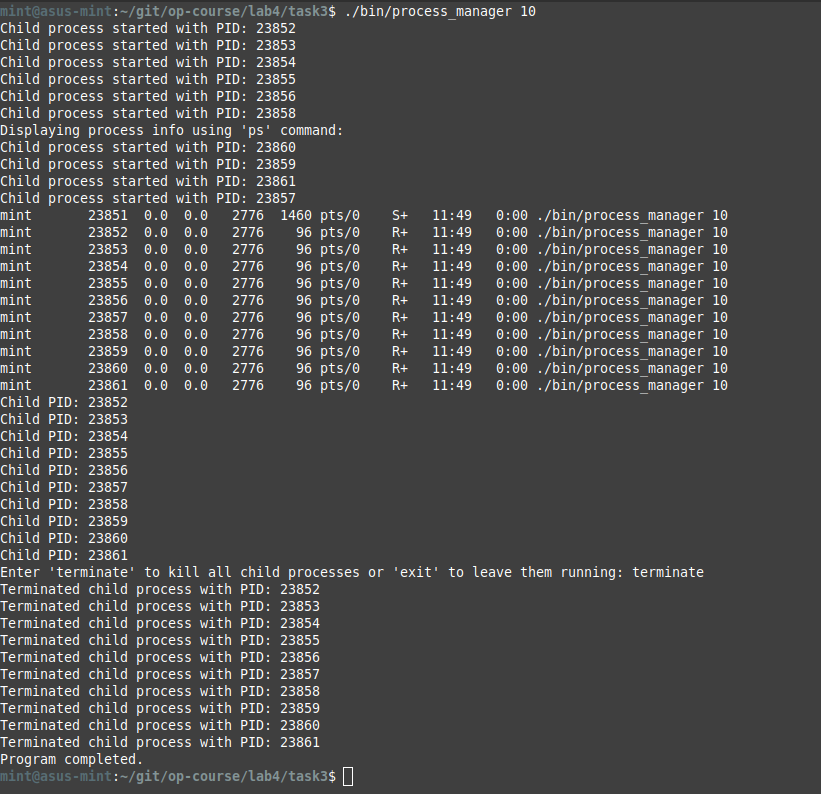 mint@asus-mint:~/git/op-course/lab4/task3$ ./bin/process_manager 10
Child process started with PID: 23852
Child process started with PID: 23853
Child process started with PID: 23854
Child process started with PID: 23855
Child process started with PID: 23856
Child process started with PID: 23858
Displaying process info using 'ps' command:
Child process started with PID: 23860
Child process started with PID: 23859
Child process started with PID: 23861
Child process started with PID: 23857
mint       23851  0.0  0.0   2776  1460 pts/0    S+   11:49   0:00 ./bin/process_manager 10
mint       23852  0.0  0.0   2776    96 pts/0    R+   11:49   0:00 ./bin/process_manager 10
mint       23853  0.0  0.0   2776    96 pts/0    R+   11:49   0:00 ./bin/process_manager 10
mint       23854  0.0  0.0   2776    96 pts/0    R+   11:49   0:00 ./bin/process_manager 10
mint       23855  0.0  0.0   2776    96 pts/0    R+   11:49   0:00 ./bin/process_manager 10
mint       23856  0.0  0.0   2776    96 pts/0    R+   11:49   0:00 ./bin/process_manager 10
mint       23857  0.0  0.0   2776    96 pts/0    R+   11:49   0:00 ./bin/process_manager 10
mint       23858  0.0  0.0   2776    96 pts/0    R+   11:49   0:00 ./bin/process_manager 10
mint       23859  0.0  0.0   2776    96 pts/0    R+   11:49   0:00 ./bin/process_manager 10
mint       23860  0.0  0.0   2776    96 pts/0    R+   11:49   0:00 ./bin/process_manager 10
mint       23861  0.0  0.0   2776    96 pts/0    R+   11:49   0:00 ./bin/process_manager 10
Child PID: 23852
Child PID: 23853
Child PID: 23854
Child PID: 23855
Child PID: 23856
Child PID: 23857
Child PID: 23858
Child PID: 23859
Child PID: 23860
Child PID: 23861
Enter 'terminate' to kill all child processes or 'exit' to leave them running: terminate
Terminated child process with PID: 23852
Terminated child process with PID: 23853
Terminated child process with PID: 23854
Terminated child process with PID: 23855
Terminated child process with PID: 23856
Terminated child process with PID: 23857
Terminated child process with PID: 23858
Terminated child process with PID: 23859
Terminated child process with PID: 23860
Terminated child process with PID: 23861
Program completed.
mint@asus-mint:~/git/op-course/lab4/task3$